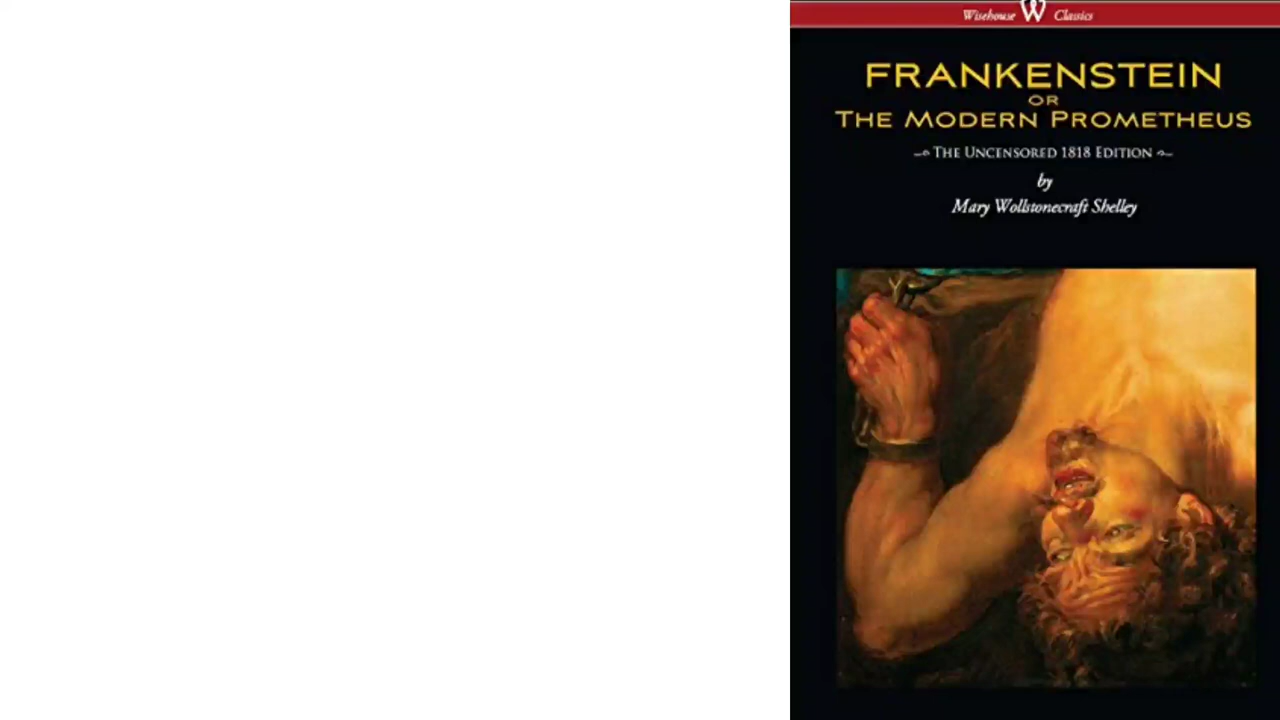 Wisehouse W Classics
FRANKENSTEIN
OR
THE MODERN PROMETHEUS
THE UNCENSORED 1818 EDITION
by
Mary Wollstonecraft Shelley